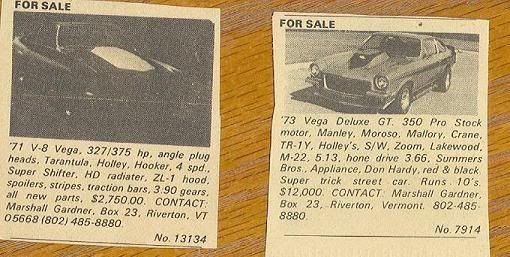 FOR SALE
'71 V-8 Vega, 327/375 hp, angle plug
heads, Tarantula, Holley, Hooker, 4 spd.,
Super Shifter, HD radiater, ZL-1 hood,
spoilers, stripes, traction bars, 3:90 gears,
all new parts, $2,750.00. CONTACT:
Marshall Gardner, Box 23, Riverton, VT
05668 (802) 485-8880.
No. 13134
FOR SALE
'73 Vega Deluxe GT. 350 Pro Stock
motor, Manley, Moroso, Mallory, Crane,
TR-1Y, Holley's, S/W, Zoom, Lakewood,
M-22, 5.13, hone drive 3.66, Summers
Bros., Appliance, Don Hardy, red & black
Super trick street car. Runs 10's.
$12,000. CONTACT: Marshall Gardner,
Box 23, Riverton, Vermont. 802-485-
8880.
No. 7914